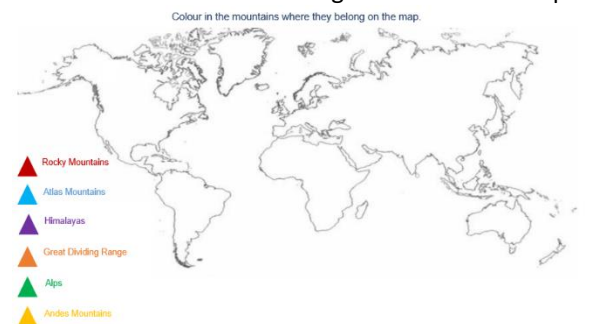 Colour in the mountains where they belong on the map.
Rocky Mountains
Atlas Mountains
Himalayas
Great Dividing Range
Alps
Andes Mountains